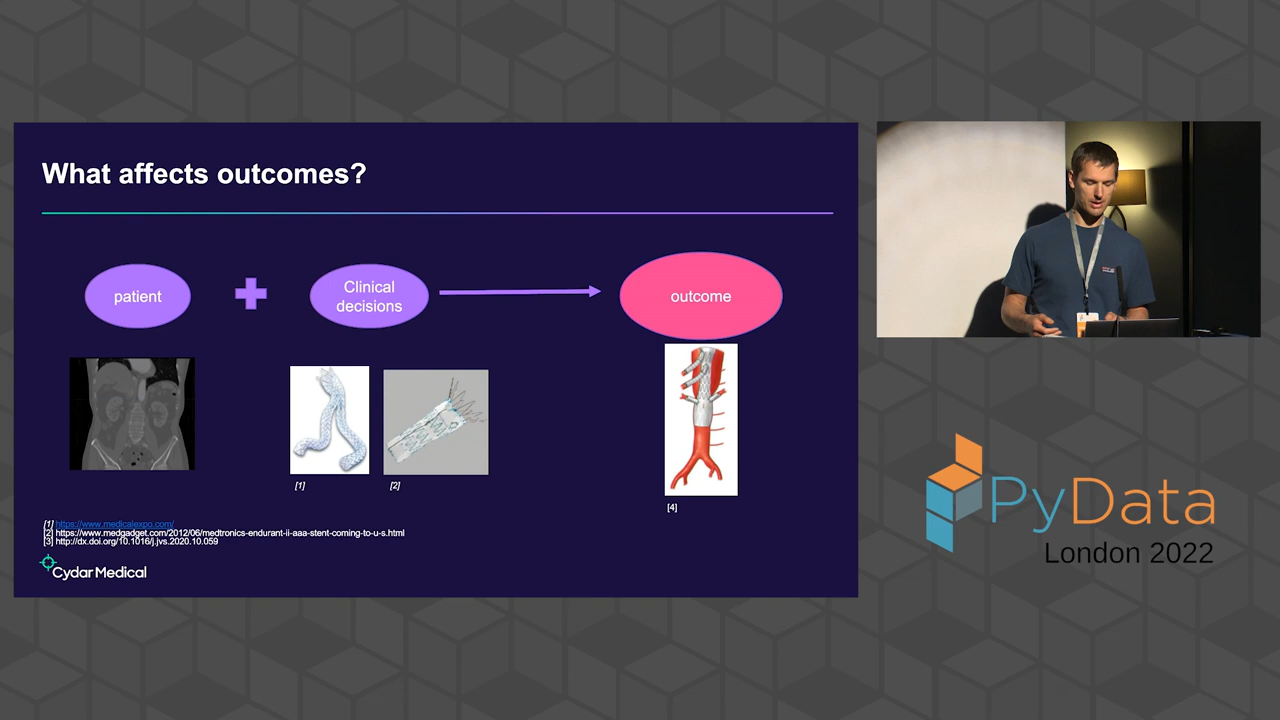 What affects outcomes?
patient
Clinical
decisions
outcome
[1]
[2]
[4]
[1] https://www.medicalexpo.com/
[2] https://www.medgadget.com/2012/06/medtronics-endurant-ii-aaa-stent-coming-to-u-s.html
[3] http://dx.doi.org/10.1016/j.jvs.2020.10.059
Cydar Medical
PyData
London 2022